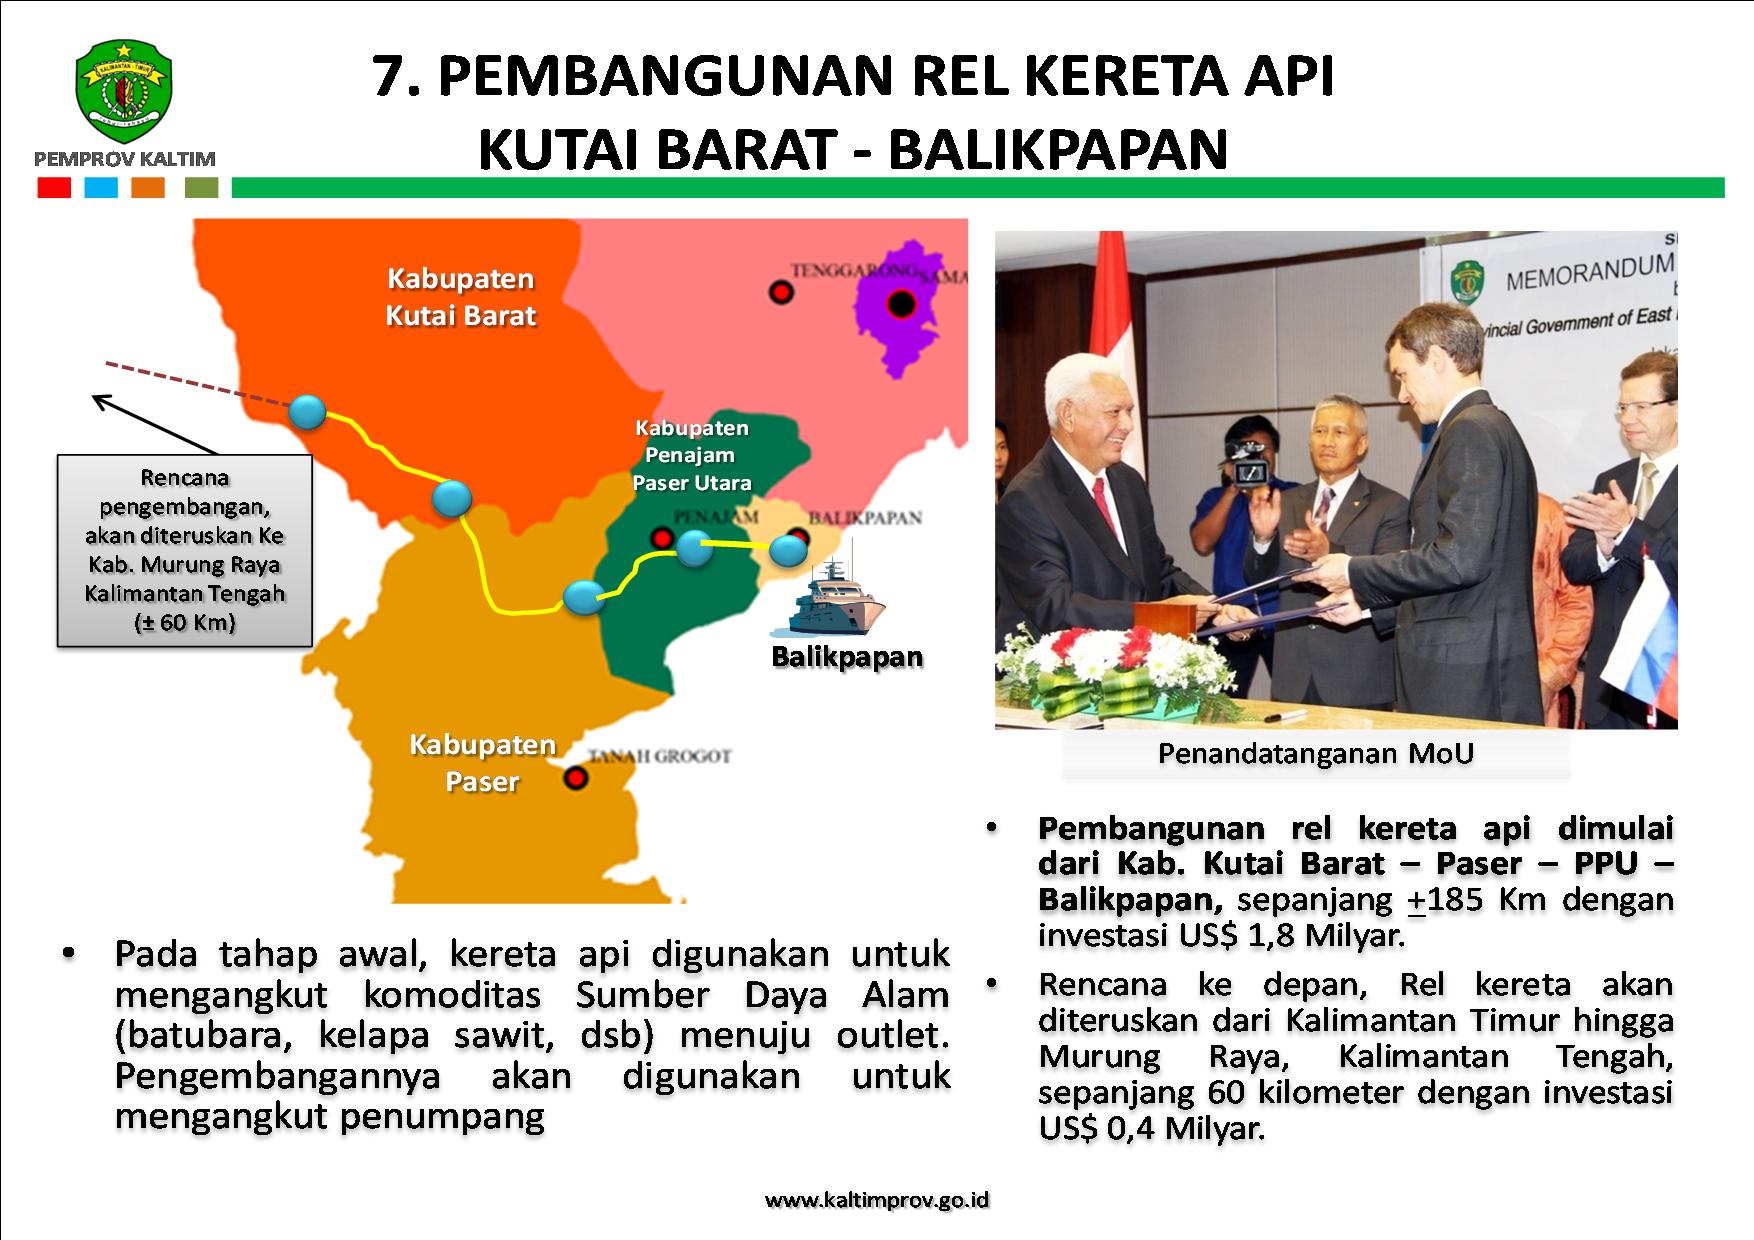 KALIMANTAN - TIMUR
PEMPROV KALTIM
7. PEMBANGUNAN REL KERETA API
KUTAI BARAT - BALIKPAPAN
Kabupaten
Kutai Barat
TENGGARONG
SAMA
Kabupaten
Penajam
Paser Utara
PENAJAM
BALIKPAPAN
Rencana
pengembangan,
akan diteruskan Ke
Kab. Murung Raya
Kalimantan Tengah
(± 60 Km)
Balikpapan
Kabupaten
Paser
TANAH GROGOT
MEMORANDUM
vincial Government of East
Penandatanganan MoU
• Pada tahap awal, kereta api digunakan untuk
mengangkut komoditas Sumber Daya Alam
(batubara, kelapa sawit, dsb) menuju outlet.
Pengembangannya akan digunakan untuk
mengangkut penumpang
• Pembangunan rel kereta api dimulai
dari Kab. Kutai Barat – Paser – PPU –
Balikpapan, sepanjang ±185 Km dengan
investasi US$ 1,8 Milyar.
• Rencana ke depan, Rel kereta akan
diteruskan dari Kalimantan Timur hingga
Murung Raya, Kalimantan Tengah,
sepanjang 60 kilometer dengan investasi
US$ 0,4 Milyar.
www.kaltimprov.go.id